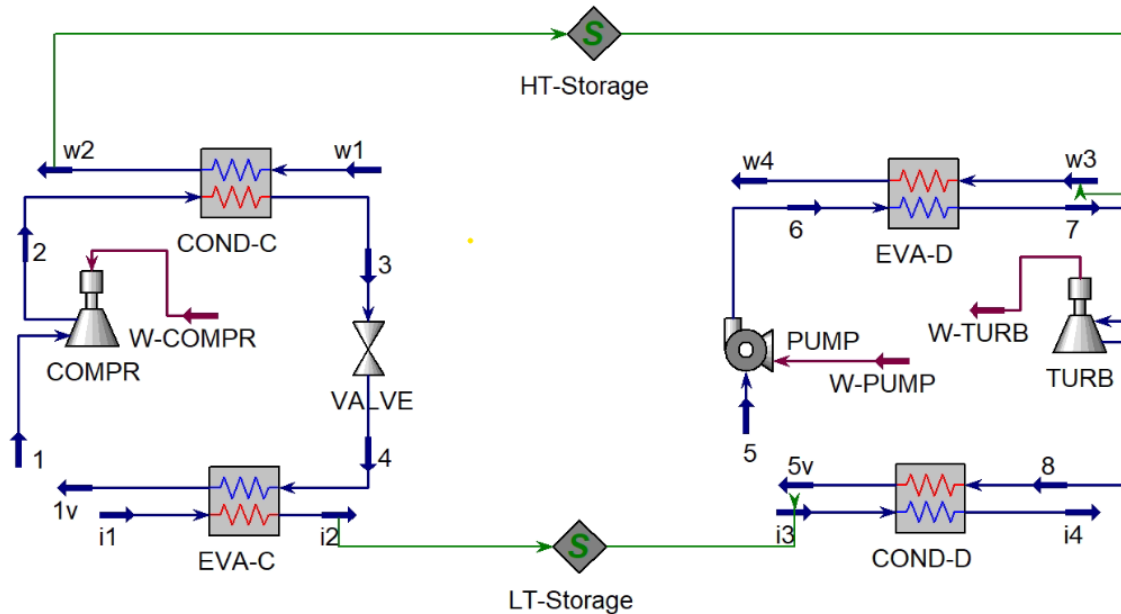 S
HT-Storage
w2
w1
w4
w3
2
COND-C
6
EVA-D
7
3
W-COMPR
COMPR
VALVE
PUMP
W-PUMP
W-TURB
TURB
1
4
5
5v
8
1v
i1
i2
EVA-C
S
LT-Storage
i3
i4
COND-D